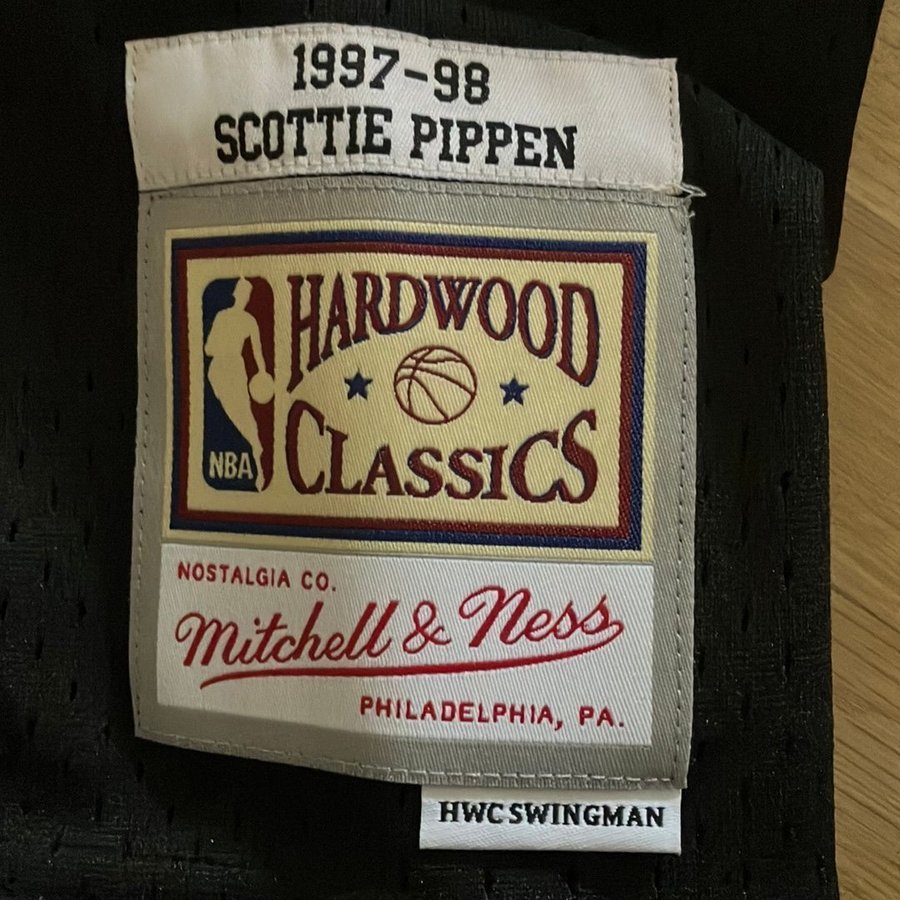 1997-98
SCOTTIE PIPPEN
HARDWOOD
CLASSICS
NBA
NOSTALGIA CO.
Mitchell & Ness
PHILADELPHIA, PA.
HWC SWINGMAN